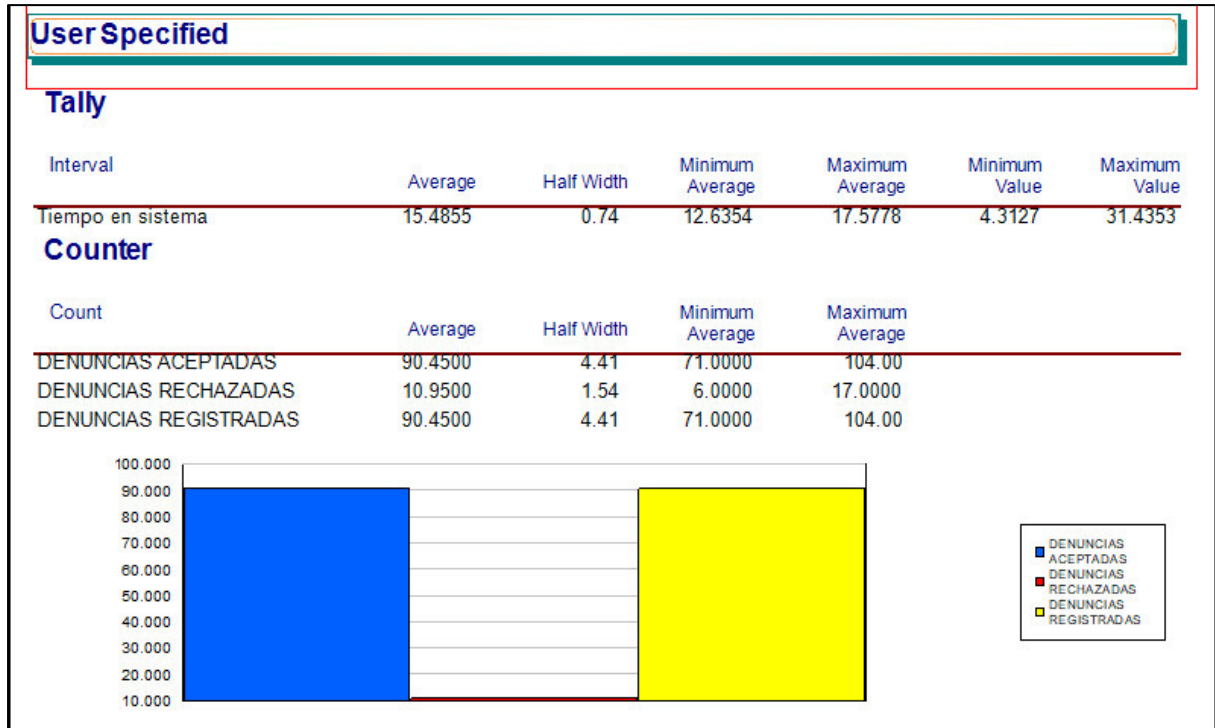 User Specified
Tally
Interval Average Half Width Minimum Average Maximum Average Minimum Value Maximum Value
Tiempo en sistema 15.4855 0.74 12.6354 17.5778 4.3127 31.4353
Counter
Count Average Half Width Minimum Average Maximum Average
DENUNCIAS ACEPTADAS 90.4500 4.41 71.0000 104.00
DENUNCIAS RECHAZADAS 10.9500 1.54 6.0000 17.0000
DENUNCIAS REGISTRADAS 90.4500 4.41 71.0000 104.00
100.000
90.000
80.000
70.000
60.000
50.000
40.000
30.000
20.000
10.000
DENUNCIAS
ACEPTADAS
DENUNCIAS
RECHAZADAS
DENUNCIAS
REGISTRADAS